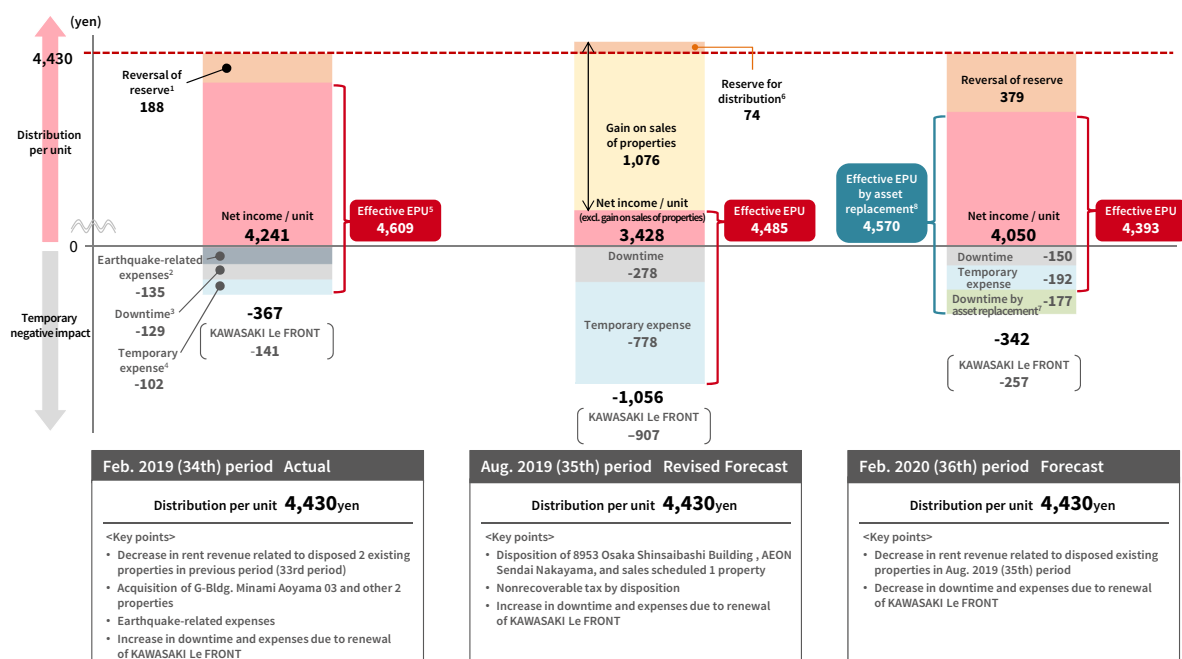 (yen)
4,430
Distribution
per unit
0
Temporary
negative impact
Reversal of
reserve1
188
Net income / unit
4,241
Effective EPU5
4,609
Earthquake-related
expenses2
-135
Downtime3
-129
Temporary
expense4
-102
-367
KAWASAKI Le FRONT
-141
Reserve for
distribution6
74
Gain on sales
of properties
1,076
Net income / unit
(excl. gain on sales of properties)
3,428
Effective EPU
4,485
Downtime
-278
Temporary expense
-778
-1,056
KAWASAKI Le FRONT
–907
Reversal of reserve
379
Effective EPU
by asset
replacement8
4,570
Net income / unit
4,050
Effective EPU
4,393
Downtime -150
Temporary
expense -192
Downtime by
asset replacement7 -177
-342
KAWASAKI Le FRONT
-257
Feb. 2019 (34th) period Actual
Distribution per unit 4,430yen
<Key points>
• Decrease in rent revenue related to disposed 2 existing
properties in previous period (33rd period)
• Acquisition of G-Bldg. Minami Aoyama 03 and other 2
properties
• Earthquake-related expenses
• Increase in downtime and expenses due to renewal
of KAWASAKI Le FRONT
Aug. 2019 (35th) period Revised Forecast
Distribution per unit 4,430yen
<Key points>
• Disposition of 8953 Osaka Shinsaibashi Building , AEON
Sendai Nakayama, and sales scheduled 1 property
• Nonrecoverable tax by disposition
• Increase in downtime and expenses due to renewal
of KAWASAKI Le FRONT
Feb. 2020 (36th) period Forecast
Distribution per unit 4,430yen
<Key points>
• Decrease in rent revenue related to disposed existing
properties in Aug. 2019 (35th) period
• Decrease in downtime and expenses due to renewal
of KAWASAKI Le FRONT